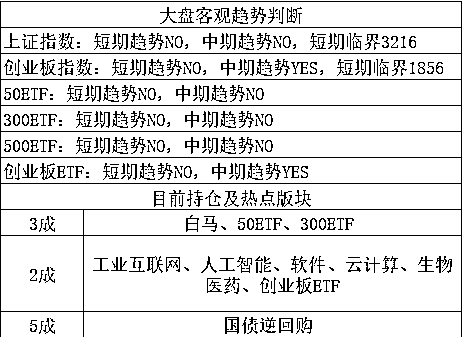 大盘客观趋势判断
上证指数：短期趋势NO，中期趋势NO，短期临界3216
创业板指数：短期趋势NO，中期趋势YES，短期临界1856
50ETF：短期趋势NO，中期趋势NO
300ETF：短期趋势NO，中期趋势NO
500ETF：短期趋势NO，中期趋势NO
创业板ETF：短期趋势NO，中期趋势YES
目前持仓及热点版块
3成 白马、50ETF、300ETF
2成 工业互联网、人工智能、软件、云计算、生物
医药、创业板ETF
5成 国债逆回购